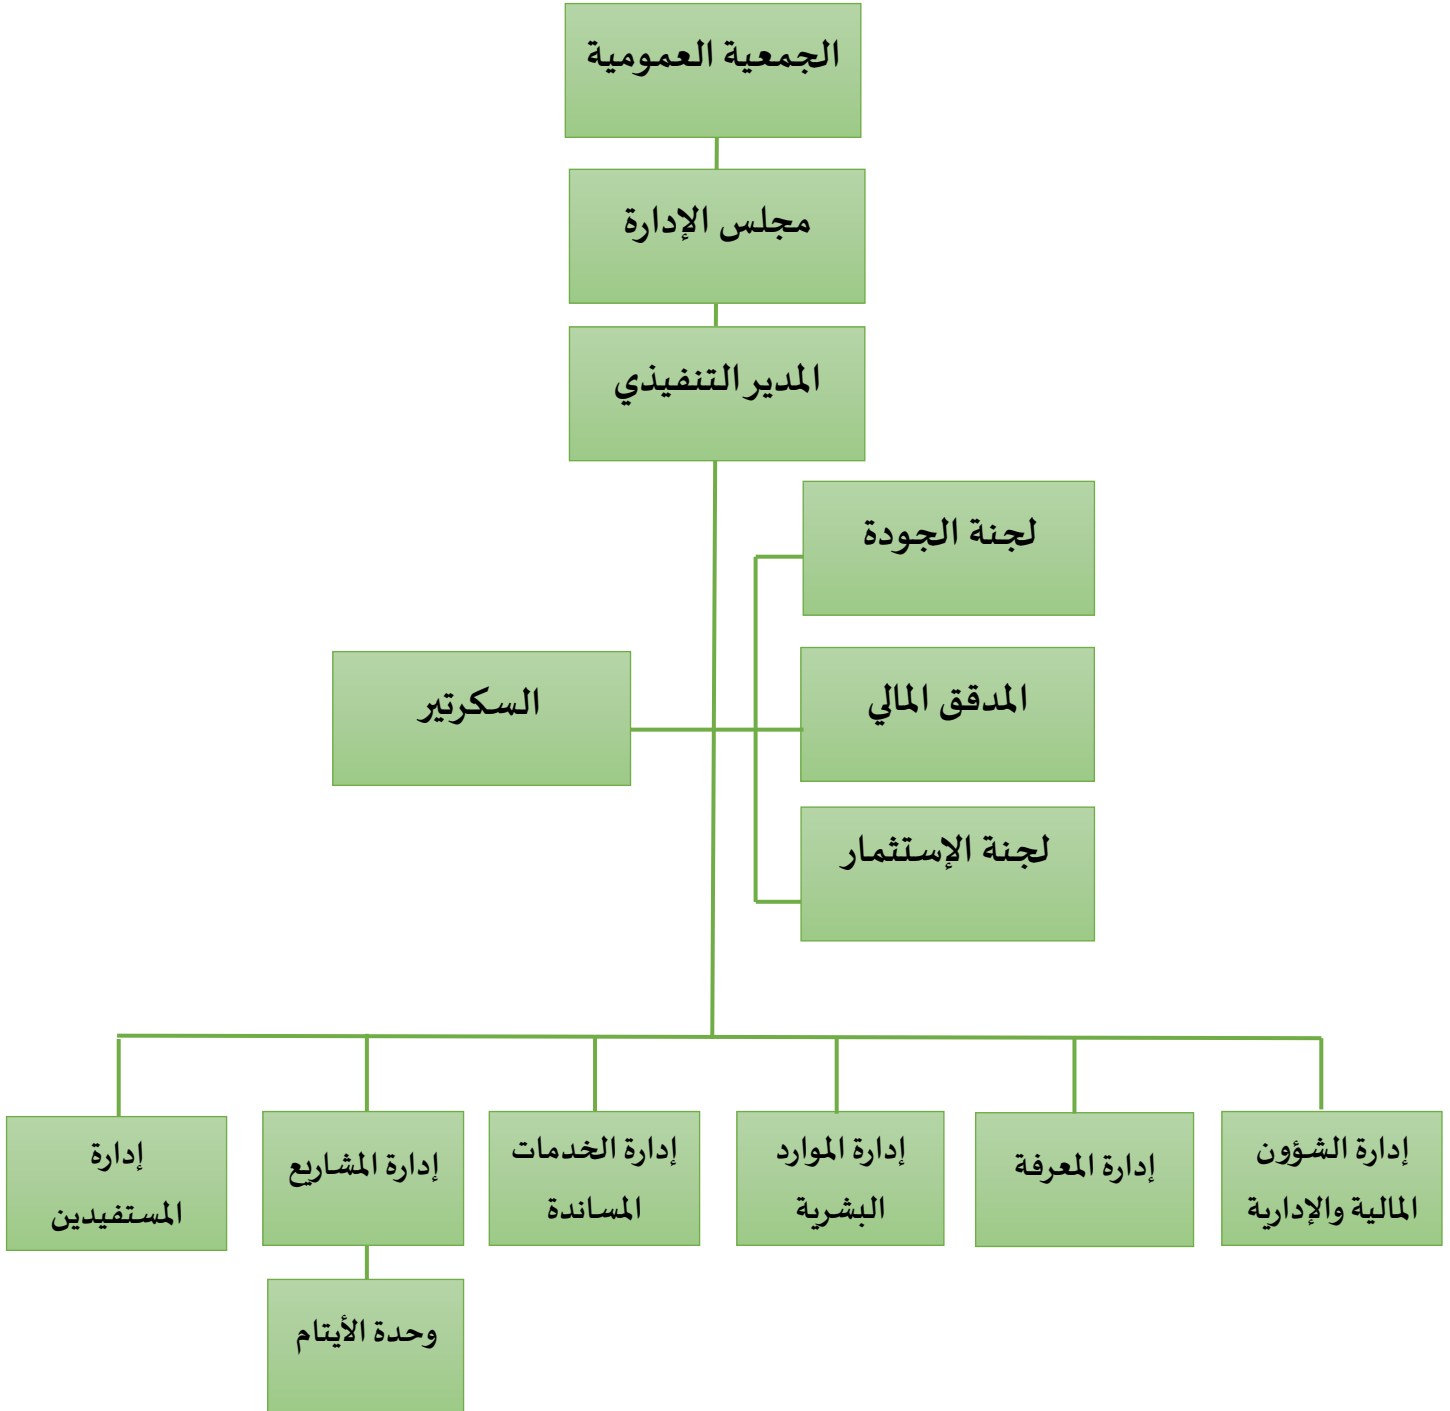 الجمعية العمومية
مجلس الإدارة
المدير التنفيذي
لجنة الجودة
المدقق المالي
السكرتير
لجنة الإستثمار
إدارة الشؤون
المالية والإدارية
إدارة المعرفة
إدارة الموارد
البشرية
إدارة الخدمات
المساندة
إدارة المشاريع
إدارة
المستفيدين
وحدة الأيتام